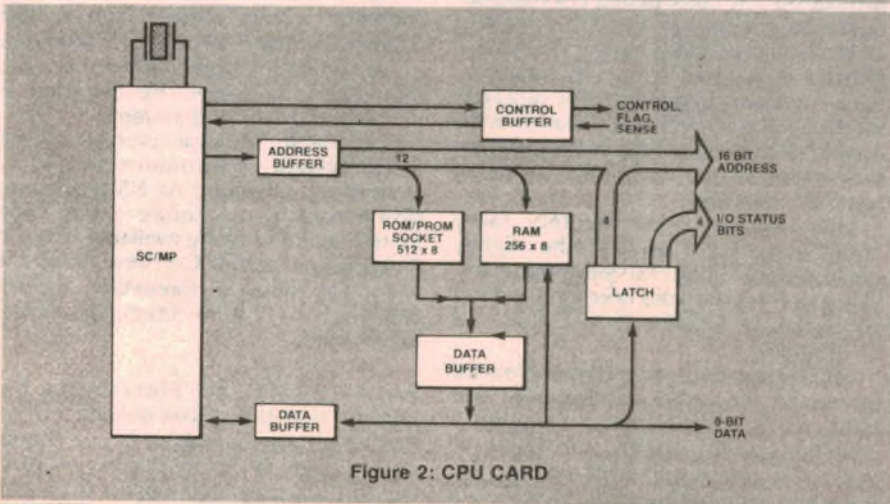 CONTROL
BUFFER
CONTROL,
FLAG,
SENSE
ADDRESS
BUFFER
12
16 BIT
ADDRESS
ROM/PROM
SOCKET
512 x 8
RAM
256 x 8
4
4
I/O STATUS
BITS
SC/MP
LATCH
DATA
BUFFER
DATA
BUFFER
8-BIT
DATA
Figure 2: CPU CARD